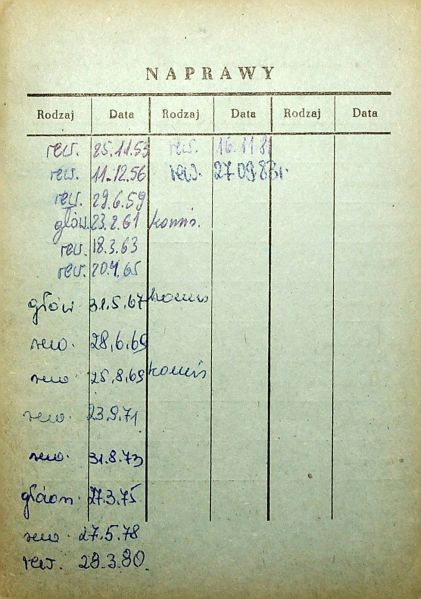 NAPRAWY
Rodzaj Data Rodzaj Data Rodzaj Data
rew. 25.11.53 rew. 16.11.81
rew. 11.12.56 rew. 27.09.83r.
rew. 29.6.59
głów. 23.2.61 komis.
rew. 18.3.63
rew. 20.4.65
głów 31.5.67 komis
rew. 28.6.69
rew. 25.8.69 komis
rew. 23.9.71
rew. 31.8.73
główn. 27.3.75
rew. 27.5.78
rew. 28.3.80.